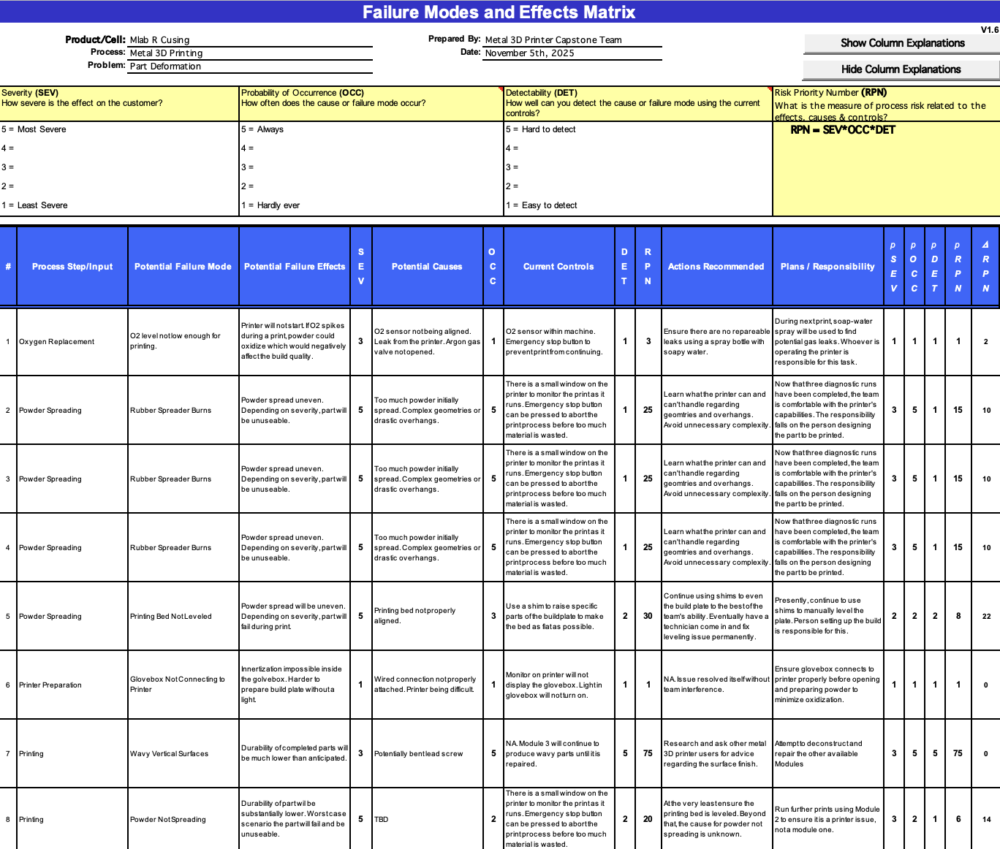 Failure Modes and Effects Matrix
V1.6
Product/Cell: Mlab R Cusing
Prepared By: Metal 3D Printer Capstone Team
Show Column Explanations
Process: Metal 3D Printing
Date: November 5th, 2025
Problem: Part Deformation
Hide Column Explanations
Severity (SEV)
How severe is the effect on the customer?
Probability of Occurrence (OCC)
How often does the cause or failure mode occur?
Detectability (DET)
How well can you detect the cause or failure mode using the current
controls?
Risk Priority Number (RPN)
What is the measure of process risk related to the
effects, causes & controls?
5 = Most Severe
4 =
3 =
2 =
1 = Least Severe
5 = Always
4 =
3 =
2 =
1 = Hardly ever
5 = Hard to detect
4 =
3 =
2 =
1 = Easy to detect
RPN = SEV*OCC*DET
#
Process Step/Input
Potential Failure Mode
Potential Failure Effects
SEV
Potential Causes
OCC
Current Controls
DET
RPN
Actions Recommended
Plans / Responsibility
pSEV
pOCC
pDET
pRPN
ΔRPN
1
Oxygen Replacement
O2 level not low enough for
printing.
Printer will not start. If O2 spikes
during a print, powder could
oxidize which would negatively
affect the build quality.
3
O2 sensor not being aligned.
Leak from the printer. Argon gas
valve not opened.
1
O2 sensor within machine.
Emergency stop button to
prevent print from continuing.
1
3
Ensure there are no repareable
leaks using a spray bottle with
soapy water.
During next print, soap-water
spray will be used to find
potential gas leaks. Whoever is
operating the printer is
responsible for this task.
1
1
1
1
2
2
Powder Spreading
Rubber Spreader Burns
Powder spread uneven.
Depending on severity, part will
be unuseable.
5
Too much powder initially
spread. Complex geometries or
drastic overhangs.
5
There is a small window on the
printer to monitor the print as it
runs. Emergency stop button
can be pressed to abort the
print process before too much
material is wasted.
1
25
Learn what the printer can and
can't handle regarding
geomtries and overhangs.
Avoid unnecessary complexity.
Now that three diagnostic runs
have been completed, the team
is comfortable with the printer's
capabilities. The responsibility
falls on the person designing
the part to be printed.
3
5
1
15
10
3
Powder Spreading
Rubber Spreader Burns
Powder spread uneven.
Depending on severity, part will
be unuseable.
5
Too much powder initially
spread. Complex geometries or
drastic overhangs.
5
There is a small window on the
printer to monitor the print as it
runs. Emergency stop button
can be pressed to abort the
print process before too much
material is wasted.
1
25
Learn what the printer can and
can't handle regarding
geomtries and overhangs.
Avoid unnecessary complexity.
Now that three diagnostic runs
have been completed, the team
is comfortable with the printer's
capabilities. The responsibility
falls on the person designing
the part to be printed.
3
5
1
15
10
4
Powder Spreading
Rubber Spreader Burns
Powder spread uneven.
Depending on severity, part will
be unuseable.
5
Too much powder initially
spread. Complex geometries or
drastic overhangs.
5
There is a small window on the
printer to monitor the print as it
runs. Emergency stop button
can be pressed to abort the
print process before too much
material is wasted.
1
25
Learn what the printer can and
can't handle regarding
geomtries and overhangs.
Avoid unnecessary complexity.
Now that three diagnostic runs
have been completed, the team
is comfortable with the printer's
capabilities. The responsibility
falls on the person designing
the part to be printed.
3
5
1
15
10
5
Powder Spreading
Printing Bed Not Leveled
Powder spread will be uneven.
Depending on severity, part will
fail during print.
5
Printing bed not properly
aligned.
3
Use a shim to raise specific
parts of the buildplate to make
the bed as flat as possible.
2
30
Continue using shims to even
the build plate to the best of the
team's ability. Eventually have a
technician come in and fix
leveling issue permanently.
Presently, continue to use
shims to manually level the
plate. Person setting up the build
is responsible for this.
2
2
2
8
22
6
Printer Preparation
Glovebox Not Connecting to
Printer
Innertization impossible inside
the golvebox. Harder to
prepare build plate without a
light.
1
Wired connection not properly
attached. Printer being difficult.
1
Monitor on printer will not
display the glovebox. Light in
glovebox will not turn on.
1
1
NA. Issue resolved itself without
team interference.
Ensure glovebox connects to
printer properly before opening
and preparing powder to
minimize oxidization.
1
1
1
1
0
7
Printing
Wavy Vertical Surfaces
Durability of completed parts will
be much lower than anticipated.
3
Potentially bent lead screw
5
NA. Module 3 will continue to
produce wavy parts until it is
repaired.
5
75
Research and ask other metal
3D printer users for advice
regarding the surface finish.
Attempt to deconstruct and
repair the other available
Modules
3
5
5
75
0
8
Printing
Powder Not Spreading
Durability of part wil be
substantially lower. Worst case
scenario the part will fail and be
unuseable.
5
TBD
2
There is a small window on the
printer to monitor the print as it
runs. Emergency stop button
can be pressed to abort the
print process before too much
material is wasted.
2
20
At the very least ensure the
printing bed is leveled. Beyond
that, the cause for powder not
spreading is unknown.
Run further prints using Module
2 to ensure it is a printer issue,
not a module one.
3
2
1
6
14